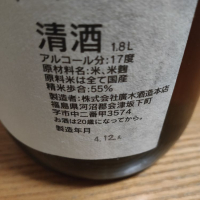 清酒 1.8L
アルコール分:17度
原材料名:米、米麹
原料米は全て国産
精米歩合:55%
製造者:株式会社廣木酒造本店
福島県河沼郡会津坂下町
字市中二番甲3574
お酒は20歳になってから。
製造年月
4.12